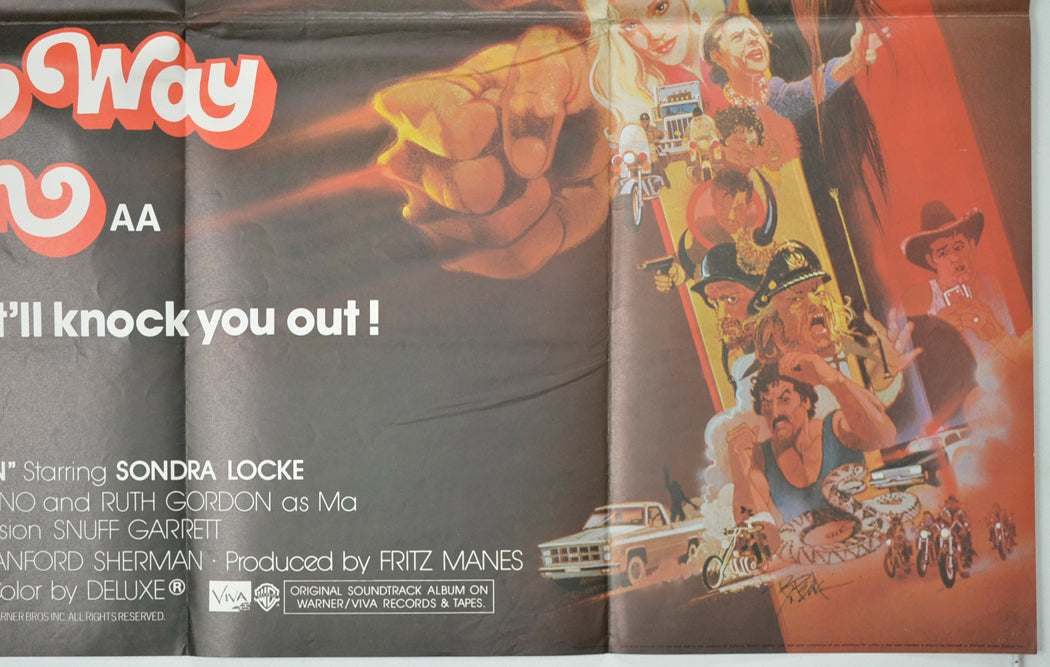 Way
AA
t'll knock you out!
N" Starring SONDRA LOCKE
NO and RUTH GORDON as Ma
sion SNUFF GARRETT
ANFORD SHERMAN · Produced by FRITZ MANES
Color by DELUXE®
VIVA
ORIGINAL SOUNDTRACK ALBUM ON
WARNER/VIVA RECORDS & TAPES.
RNER BROS INC. ALL RIGHTS RESERVED.